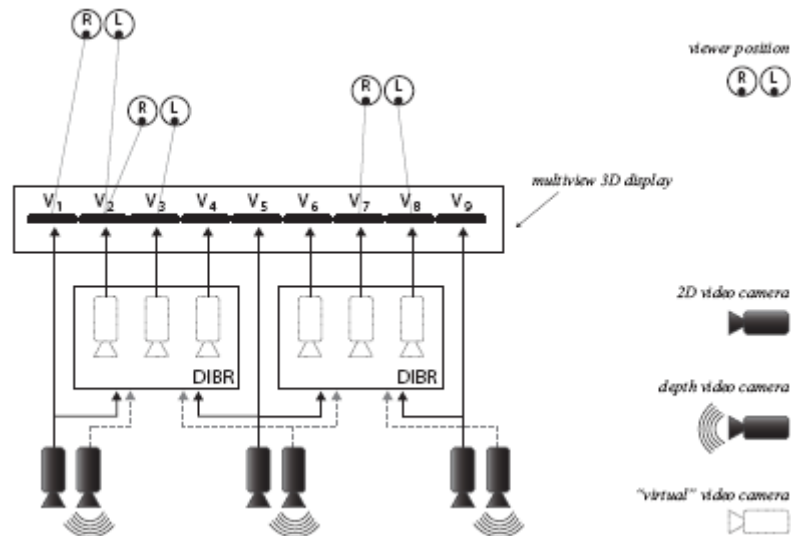 R L
R L
R L
viewer position
R L
multiview 3D display
V1 V2 V3 V4 V5 V6 V7 V8 V9
2D video camera
DIBR DIBR
depth video camera
"virtual" video camera